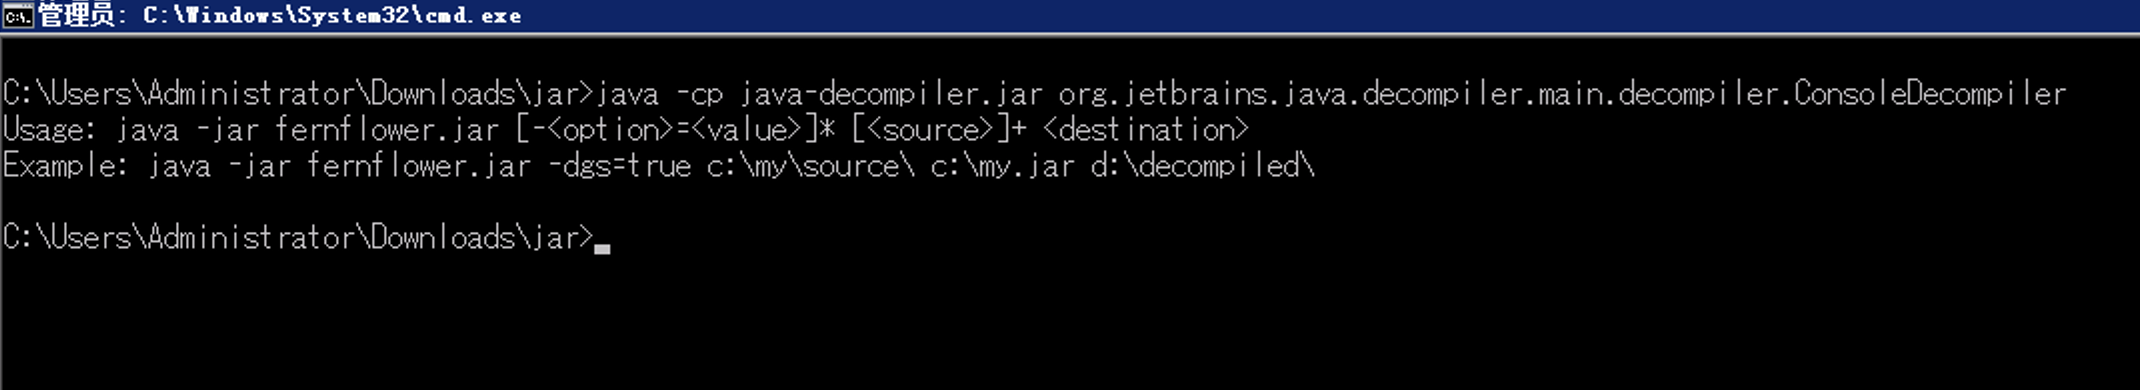 管理员: C:\Windows\System32\cmd.exe
C:\Users\Administrator\Downloads\jar>java -cp java-decompiler.jar org.jetbrains.java.decompiler.main.decompiler.ConsoleDecompiler
Usage: java -jar fernflower.jar [-<option>=<value>]* [<source>]+ <destination>
Example: java -jar fernflower.jar -dgs=true c:\my\source\ c:\my.jar d:\decompiled\
C:\Users\Administrator\Downloads\jar>